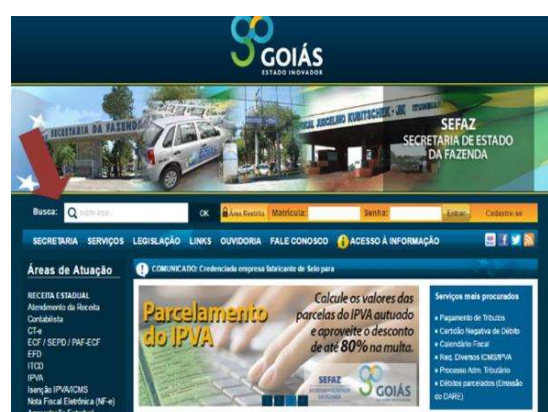 GOIÁS
ESTADO INOVADOR
SECRETARIA DA FAZENDA
FISCAL JUSCELINO KUBITSCHEK - JK
SEFAZ
SECRETARIA DE ESTADO
DA FAZENDA
Busca: OK Área Restrita Matrícula: Senha: Entrar Cadastre-se
SECRETARIA SERVIÇOS LEGISLAÇÃO LINKS OUVIDORIA FALE CONOSCO ACESSO À INFORMAÇÃO
Áreas de Atuação
RECEITA ESTADUAL
Atendimento da Receita
Contabilista
CT-e
ECF / SEPD / PAF-ECF
EFD
ITCD
IPVA
Isenção IPVA/ICMS
Nota Fiscal Eletrônica (NF-e)
COMUNICADO: Credenciada empresa fabricante de Selo para
Parcelamento
do IPVA
Calcule os valores das
parcelas do IPVA autuado
e aproveite o desconto
de até 80% na multa.
SEFAZ
GOIÁS
Serviços mais procurados
Pagamento de Tributos
Certidão Negativa de Débito
Calendário Fiscal
Req. Diversos ICMS/IPVA
Processo Adm. Tributário
Débitos parcelados (Emissão
do DARE)